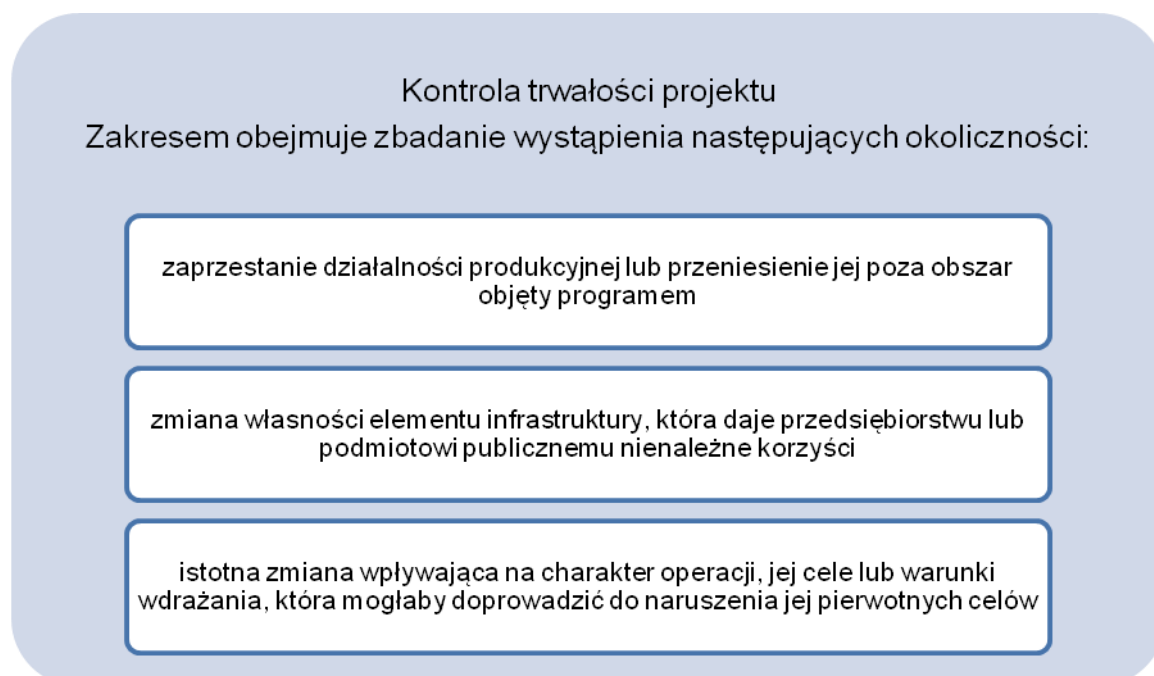 Kontrola trwałości projektu
Zakresem obejmuje zbadanie wystąpienia następujących okoliczności:
zaprzestanie działalności produkcyjnej lub przeniesienie jej poza obszar
objęty programem
zmiana własności elementu infrastruktury, która daje przedsiębiorstwu lub
podmiotowi publicznemu nienależne korzyści
istotna zmiana wpływająca na charakter operacji, jej cele lub warunki
wdrażania, która mogłaby doprowadzić do naruszenia jej pierwotnych celów